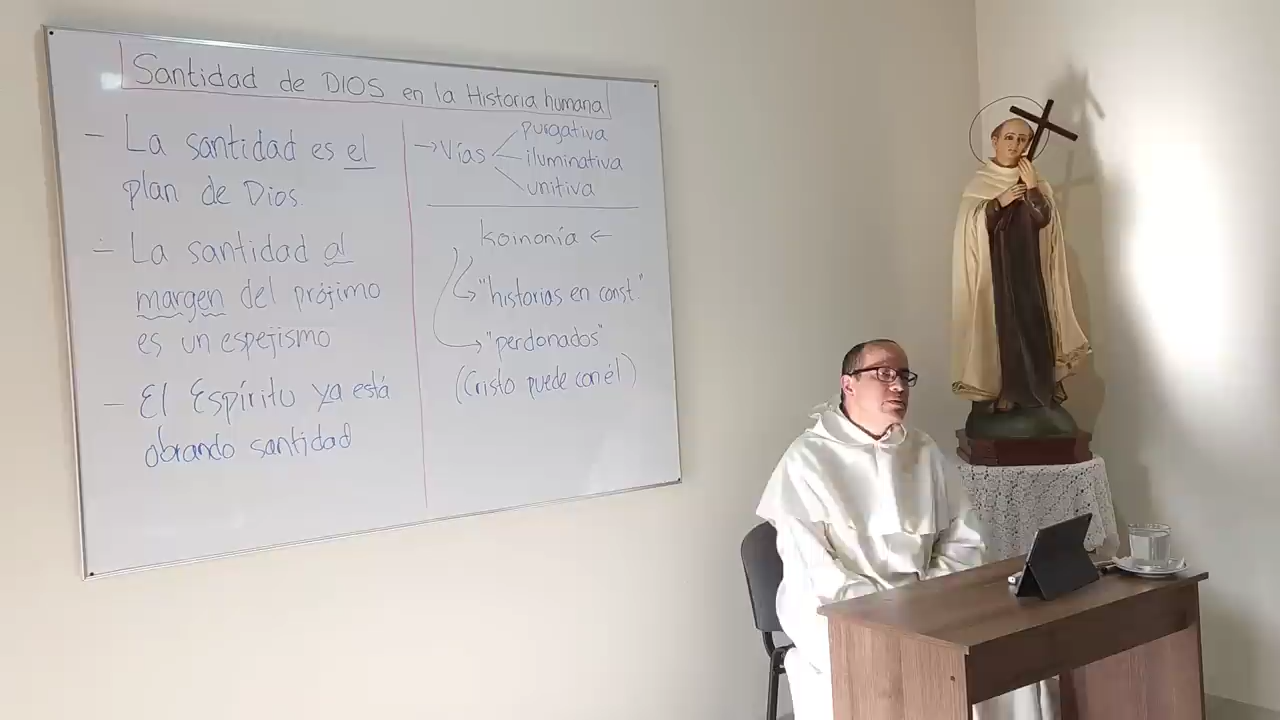 Santidad de DIOS en la Historia humana
- La santidad es el
plan de Dios.
- La santidad al
margen del prójimo
es un espejismo
- El Espíritu ya está
obrando santidad
→ Vías
purgativa
iluminativa
unitiva
Koinonía ←
"historias en const."
"perdonados"
(Cristo puede con él)